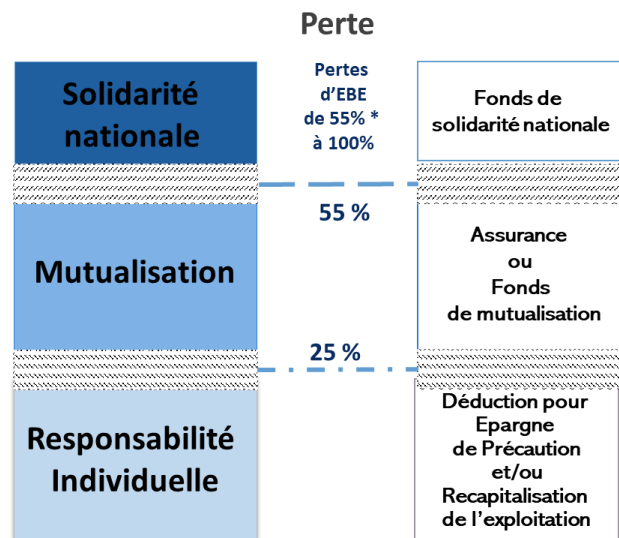 Perte
Solidarité
nationale
Pertes
d’EBE
de 55% *
à 100%
Fonds de
solidarité nationale
55 %
Mutualisation
Assurance
ou
Fonds
de mutualisation
25 %
Responsabilité
Individuelle
Déduction pour
Epargne
de Précaution
et/ou
Recapitalisation
de l’exploitation